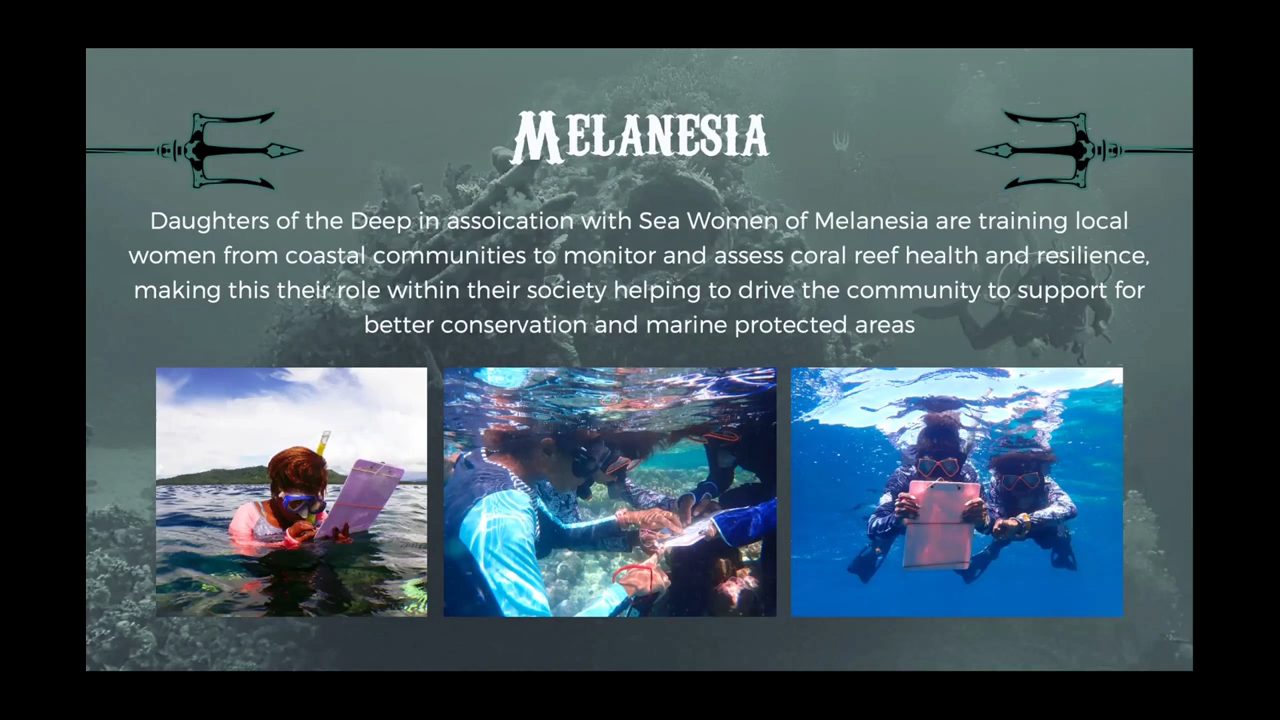 Melanesia
Daughters of the Deep in assoication with Sea Women of Melanesia are training local
women from coastal communities to monitor and assess coral reef health and resilience,
making this their role within their society helping to drive the community to support for
better conservation and marine protected areas